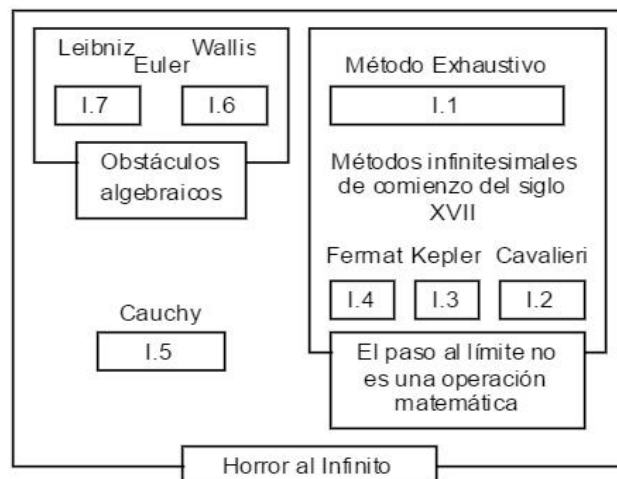 Leibniz Wallis
Euler
I.7 I.6
Obstáculos
algebraicos
Método Exhaustivo
I.1
Métodos infinitesimales
de comienzo del siglo
XVII
Fermat Kepler Cavalieri
I.4 I.3 I.2
El paso al límite no
es una operación
matemática
Cauchy
I.5
Horror al Infinito